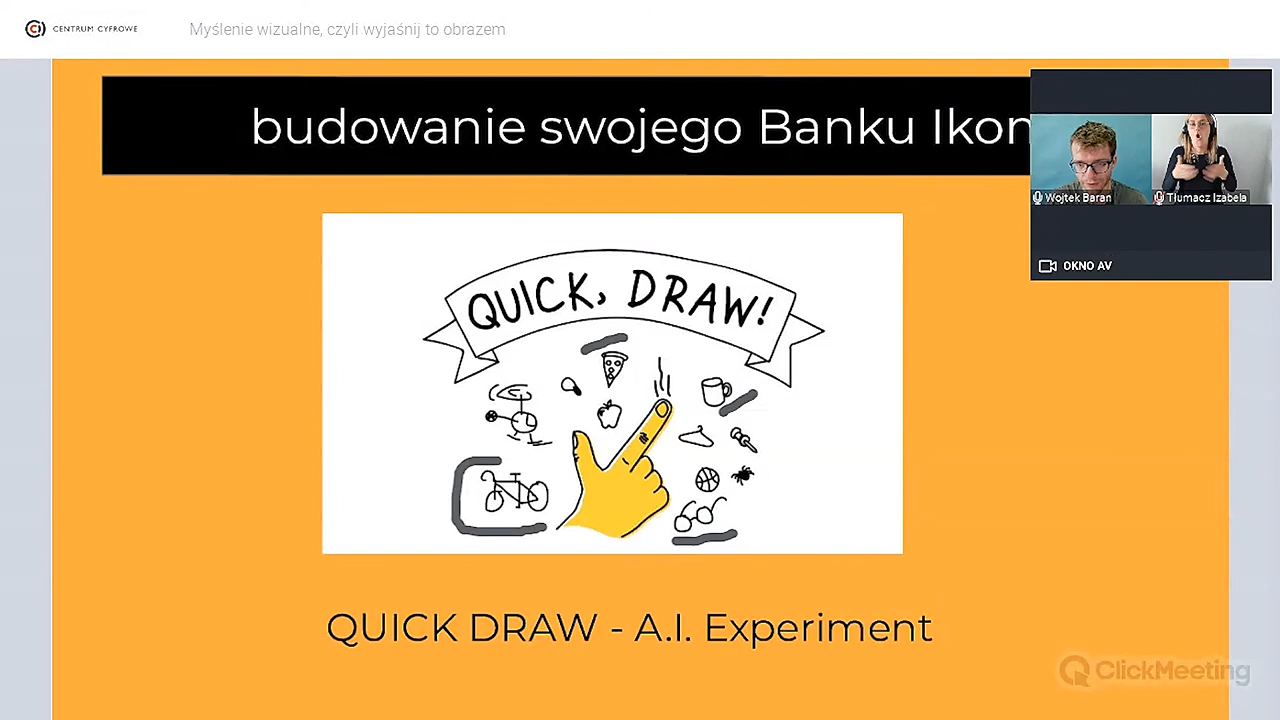 CENTRUM CYFROWE
Myślenie wizualne, czyli wyjaśnij to obrazem
budowanie swojego Banku Ikon
Wojtek Baran
Tłumacz Izabela
OKNO AV
QUICK, DRAW!
QUICK DRAW - A.I. Experiment
ClickMeeting